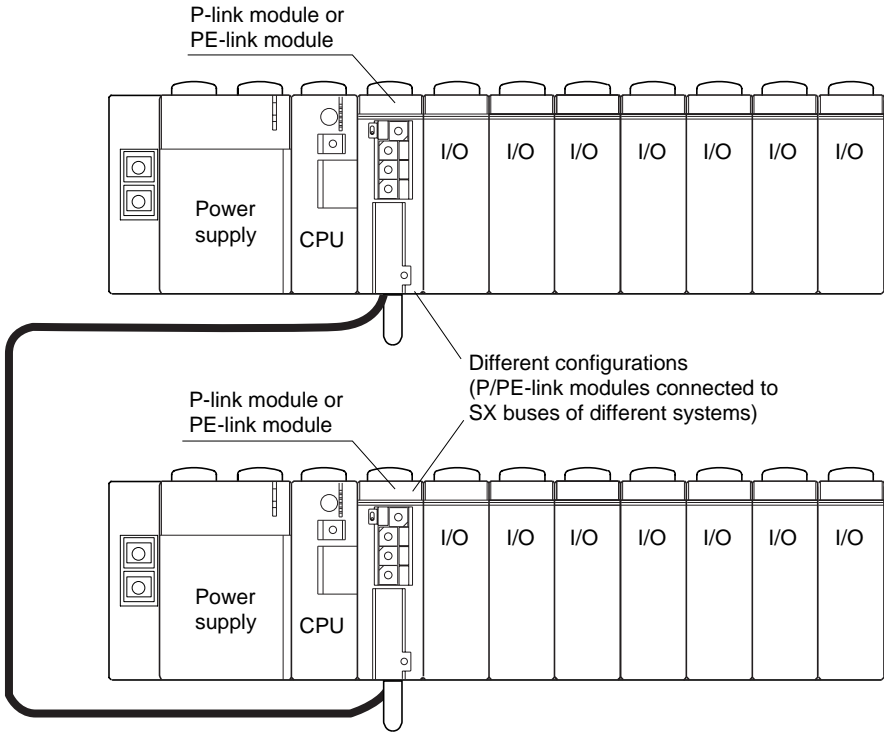 P-link module or
PE-link module
I/O I/O I/O I/O I/O I/O I/O
Power
supply
CPU
Different configurations
(P/PE-link modules connected to
SX buses of different systems)
P-link module or
PE-link module
I/O I/O I/O I/O I/O I/O I/O
Power
supply
CPU